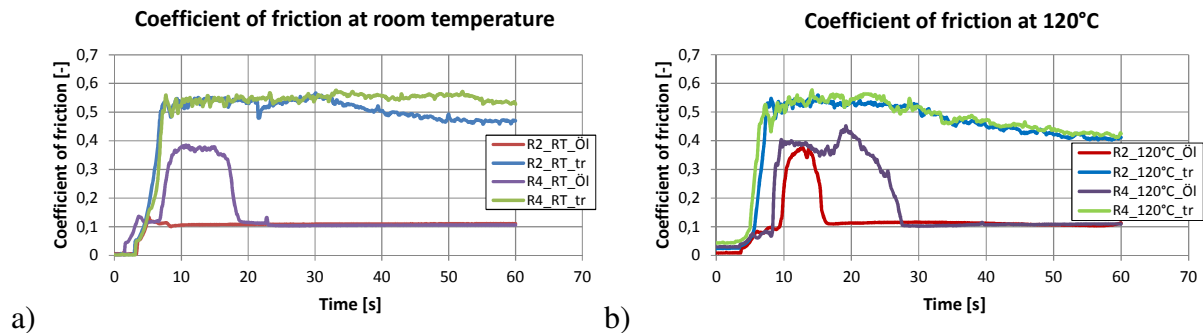 Coefficient of friction at room temperature
Coefficient of friction [-]
0,7
0,6
0,5
0,4
0,3
0,2
0,1
0
0 10 20 30 40 50 60 70
Time [s]
R2_RT_Öl
R2_RT_tr
R4_RT_Öl
R4_RT_tr
a)
Coefficient of friction at 120°C
Coefficient of friction [-]
0,7
0,6
0,5
0,4
0,3
0,2
0,1
0
0 10 20 30 40 50 60 70
Time [s]
R2_120°C_Öl
R2_120°C_tr
R4_120°C_Öl
R4_120°C_tr
b)